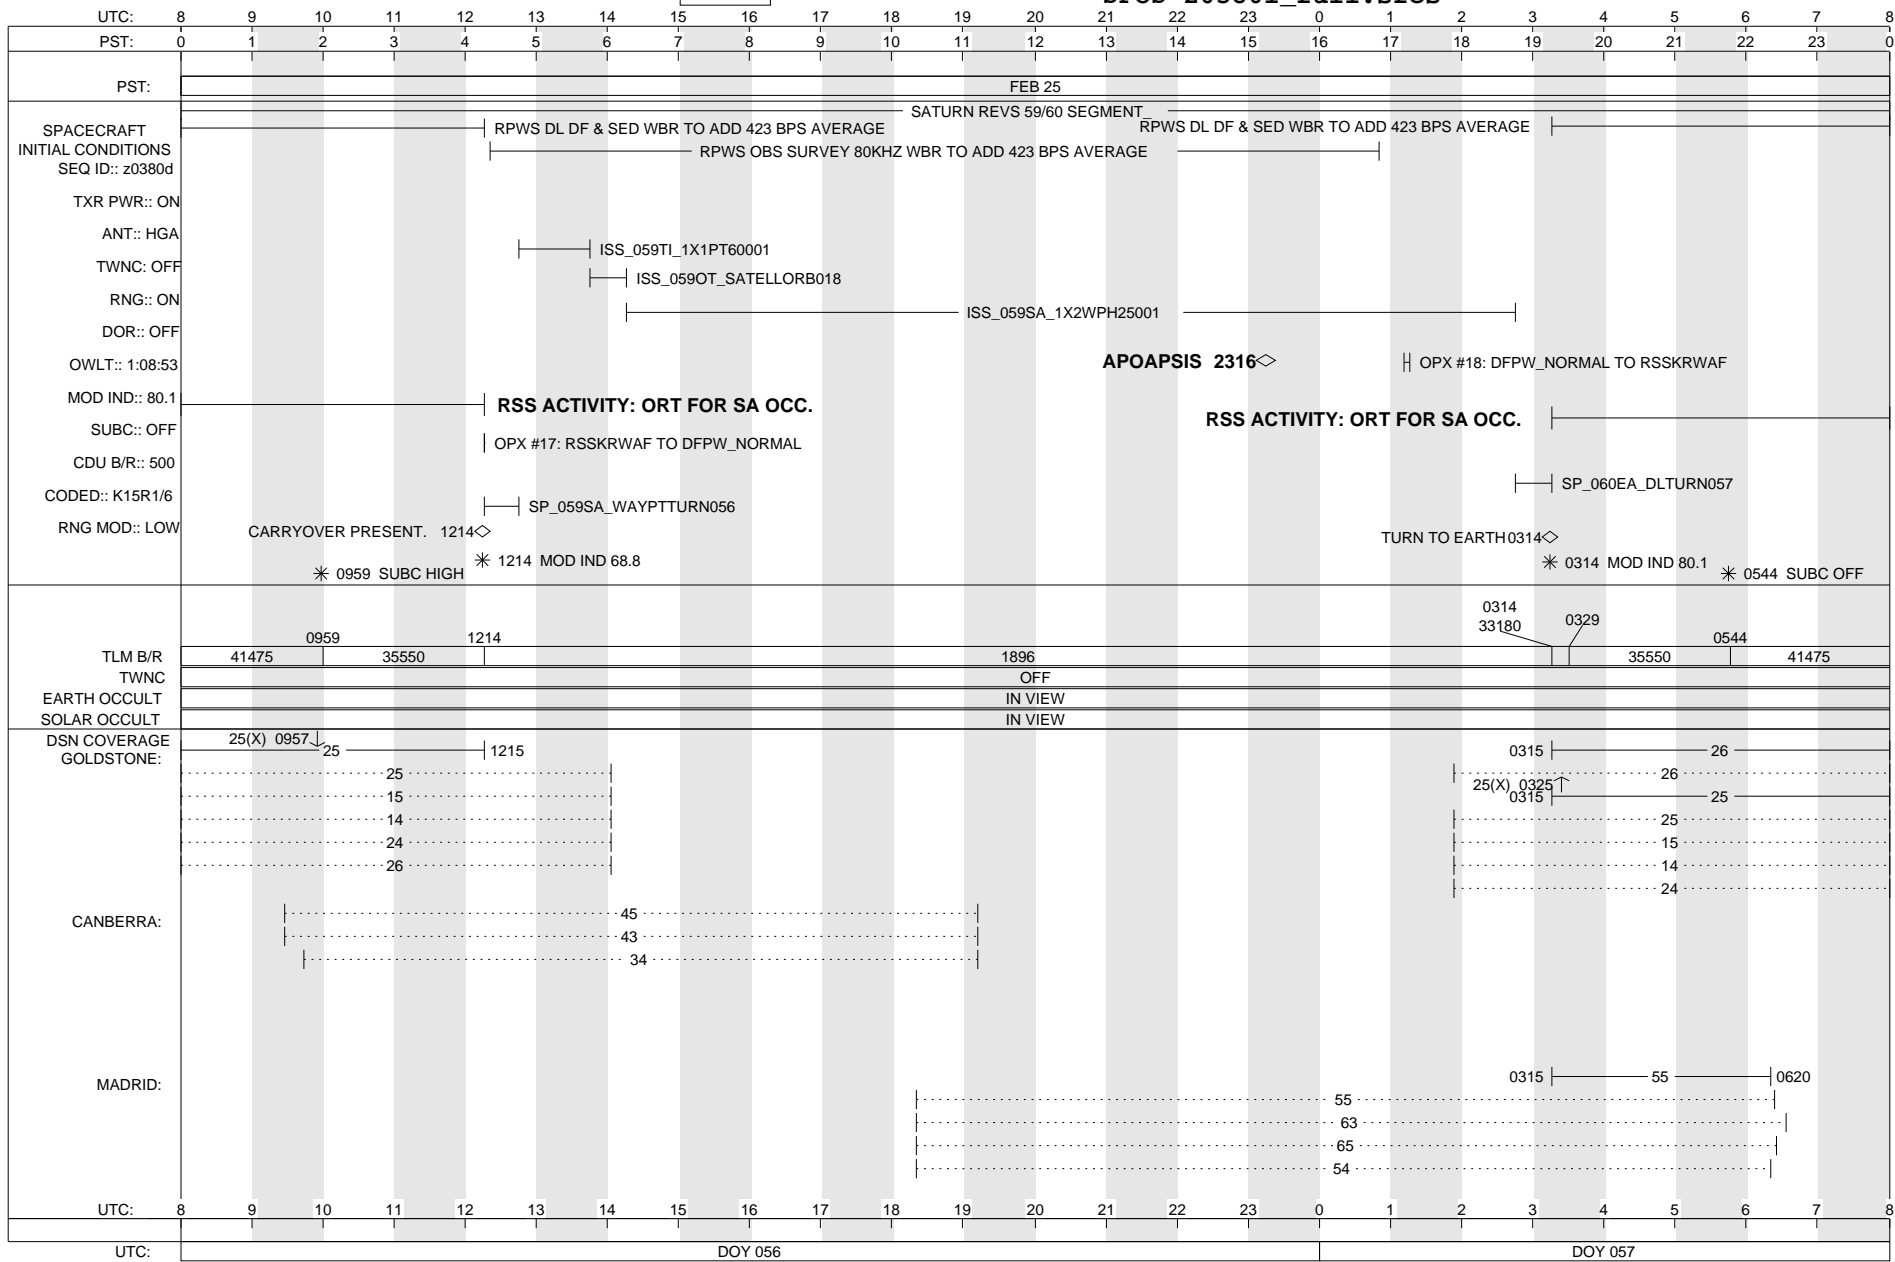 UTC: 8 9 10 11 12 13 14 15 16 17 18 19 20 21 22 23 0 1 2 3 4 5 6 7 8
PST: 0 1 2 3 4 5 6 7 8 9 10 11 12 13 14 15 16 17 18 19 20 21 22 23 0
PST: FEB 25
SATURN REVS 59/60 SEGMENT_
SPACECRAFT
INITIAL CONDITIONS
RPWS DL DF & SED WBR TO ADD 423 BPS AVERAGE
RPWS DL DF & SED WBR TO ADD 423 BPS AVERAGE
RPWS OBS SURVEY 80KHZ WBR TO ADD 423 BPS AVERAGE
SEQ ID:: z0380d
TXR PWR:: ON
ANT:: HGA
ISS_059TI_1X1PT60001
TWNC: OFF
ISS_059OT_SATELLORB018
RNG:: ON
ISS_059SA_1X2WPH25001
DOR:: OFF
OWLT:: 1:08:53
APOAPSIS 2316
OPX #18: DFPW_NORMAL TO RSSKRWAF
MOD IND:: 80.1
RSS ACTIVITY: ORT FOR SA OCC.
RSS ACTIVITY: ORT FOR SA OCC.
SUBC:: OFF
OPX #17: RSSKRWAF TO DFPW_NORMAL
CDU B/R:: 500
SP_060EA_DLTURN057
CODED:: K15R1/6
SP_059SA_WAYPTTURN056
RNG MOD:: LOW
CARRYOVER PRESENT. 1214
TURN TO EARTH 0314
1214 MOD IND 68.8
0314 MOD IND 80.1
0959 SUBC HIGH
0544 SUBC OFF
0314
33180
0329
0959 1214 0544
TLM B/R 41475 35550 1896 35550 41475
TWNC OFF
EARTH OCCULT IN VIEW
SOLAR OCCULT IN VIEW
DSN COVERAGE
GOLDSTONE:
25(X) 0957
25 1215
0315 26
25 26
25(X) 0325
15 0315 25
14 25
24 15
26 14
24
CANBERRA:
45
43
34
MADRID:
0315 55 0620
55
63
65
54
UTC: 8 9 10 11 12 13 14 15 16 17 18 19 20 21 22 23 0 1 2 3 4 5 6 7 8
UTC: DOY 056 DOY 057